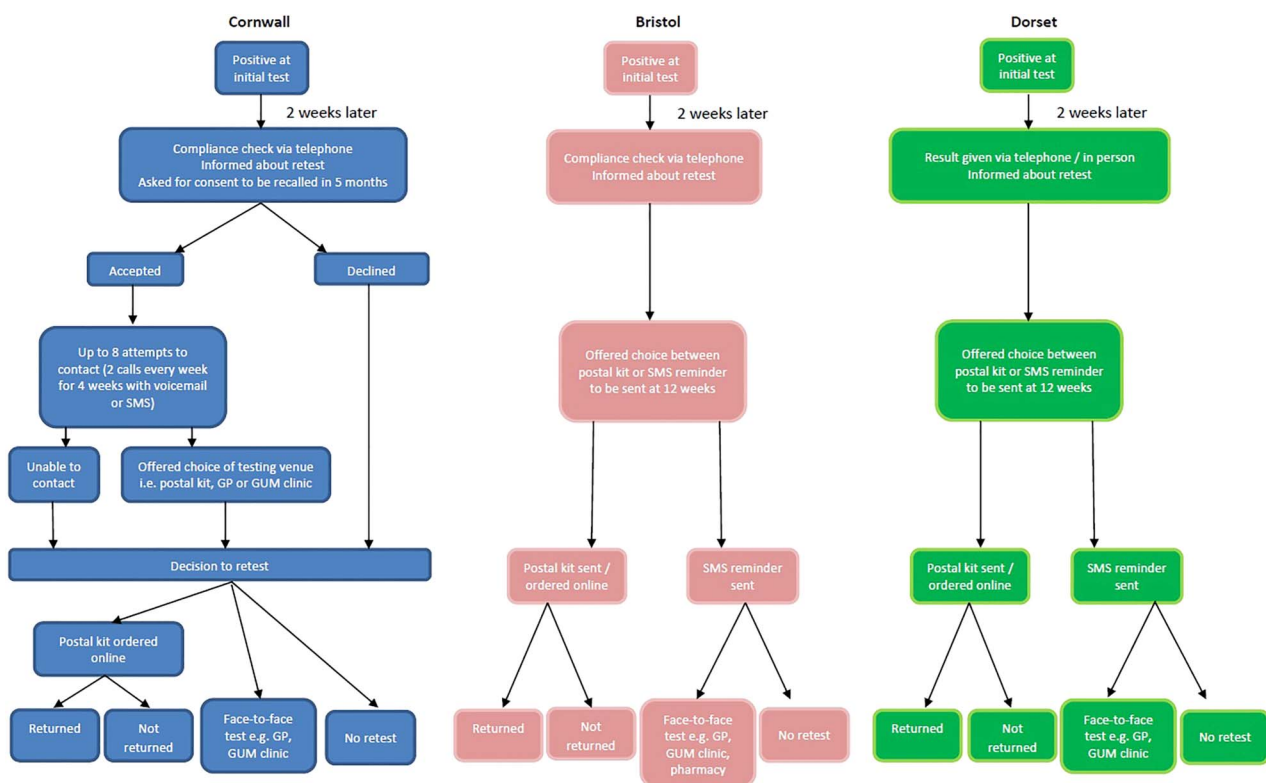 Cornwall
Positive at
initial test
2 weeks later
Compliance check via telephone
Informed about retest
Asked for consent to be recalled in 5 months
Accepted
Declined
Up to 8 attempts to
contact (2 calls every week
for 4 weeks with voicemail
or SMS)
Unable to
contact
Offered choice of testing venue
i.e. postal kit, GP or GUM clinic
Decision to retest
Postal kit ordered
online
Returned
Not
returned
Face-to-face
test e.g. GP,
GUM clinic
No retest
Bristol
Positive at
initial test
2 weeks later
Compliance check via telephone
Informed about retest
Offered choice between
postal kit or SMS reminder
to be sent at 12 weeks
Postal kit sent /
ordered online
SMS reminder
sent
Returned
Not
returned
Face-to-face
test e.g. GP,
GUM clinic,
pharmacy
No retest
Dorset
Positive at
initial test
2 weeks later
Result given via telephone / in person
Informed about retest
Offered choice between
postal kit or SMS reminder
to be sent at 12 weeks
Postal kit sent /
ordered online
SMS reminder
sent
Returned
Not
returned
Face-to-face
test e.g. GP,
GUM clinic
No retest